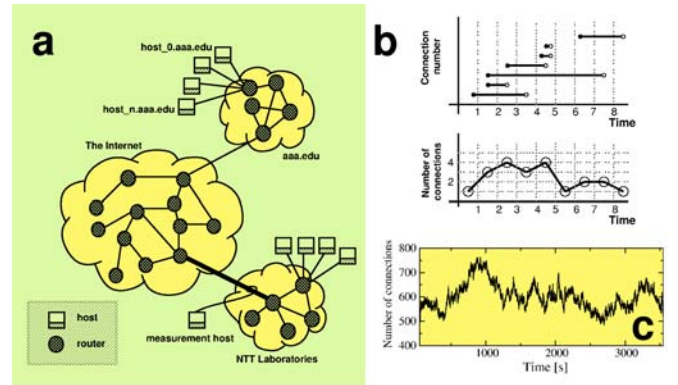 a
host_0.aaa.edu
host_n.aaa.edu
aaa.edu
The Internet
measurement host
NTT Laboratories
host
router
b
Connection
number
1 2 3 4 5 6 7 8
Time
Number of
connections
4
2
1 2 3 4 5 6 7 8
Time
c
Number of connections
800
700
600
500
400
1000 2000 3000
Time [s]